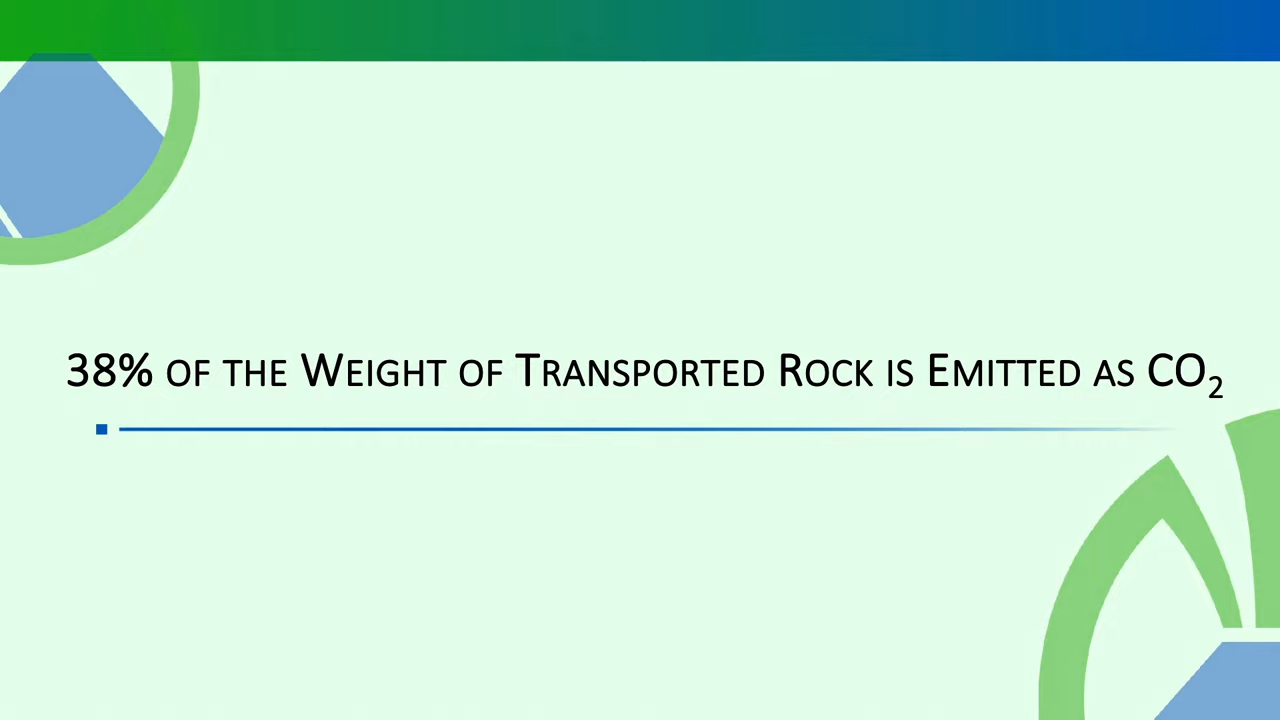 38% of the Weight of Transported Rock is Emitted as CO₂